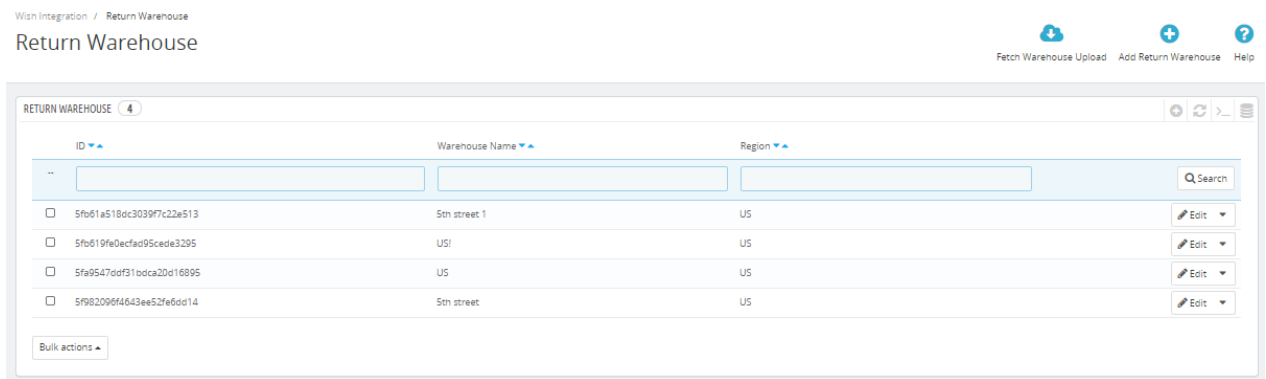 Wish Integration / Return Warehouse
Return Warehouse
Fetch Warehouse Upload Add Return Warehouse Help
RETURN WAREHOUSE 4
ID Warehouse Name Region
-- Search
5fb61a518dc3039f7c22e513 5th street 1 US Edit
5fb619fe0ecfad95cede3295 US! US Edit
5fa9547ddf31bdca20d16895 US US Edit
5f982096f4643ee52fe6dd14 5th street US Edit
Bulk actions